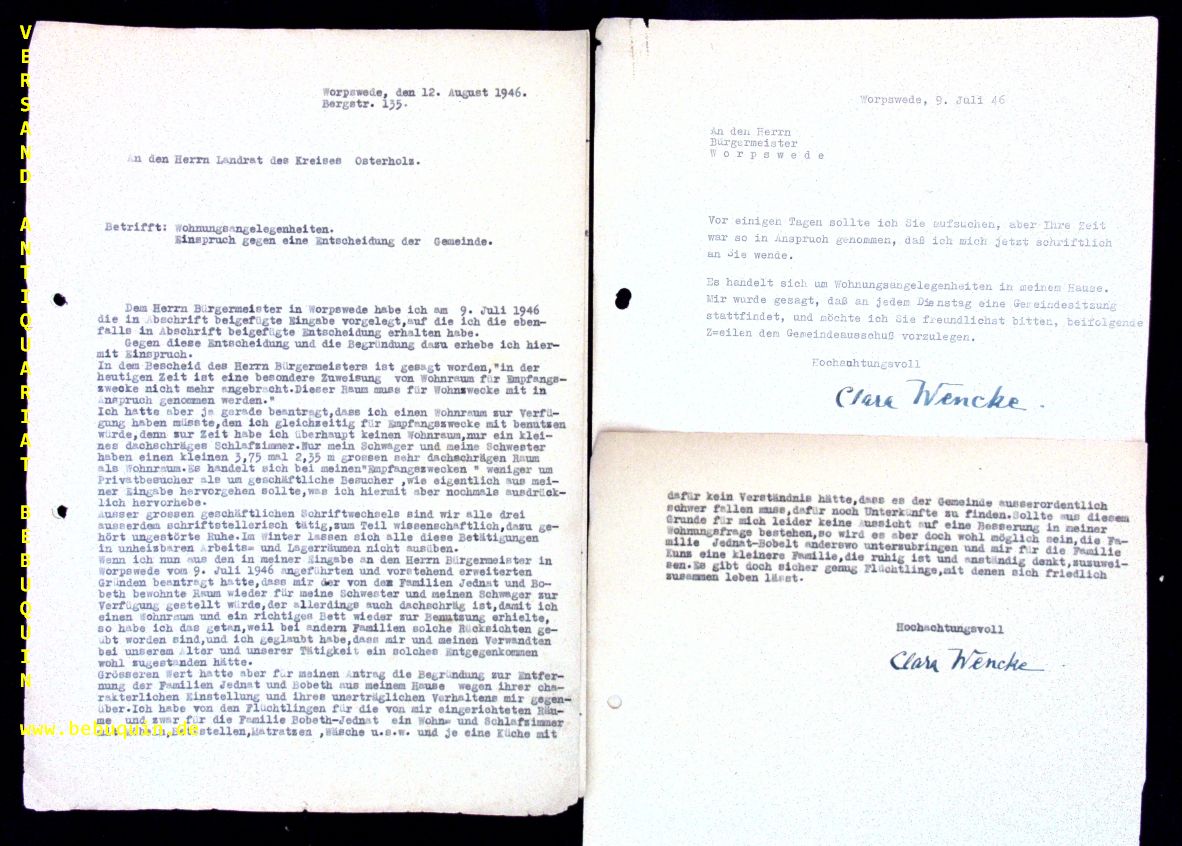 VERSAND ANTIQUARIAT BEBUQUIN
www.bebuquin.de
Worpswede, den 12. August 1946.
Bergstr. 135.
An den Herrn Landrat des Kreises Osterholz.
Betrifft: Wohnungsangelegenheiten.
Einspruch gegen eine Entscheidung der Gemeinde.
Dem Herrn Bürgermeister in Worpswede habe ich am 9. Juli 1946
die in Abschrift beigefügte Eingabe vorgelegt,auf die ich die eben-
falls in Abschrift beigefügte Entscheidung erhalten habe.
Gegen diese Entscheidung und die Begründung dazu erhebe ich hier-
mit Einspruch.
In dem Bescheid des Herrn Bürgermeisters ist gesagt worden,"in der
heutigen Zeit ist eine besondere Zuweisung von Wohnraum für Empfangs-
zwecke nicht mehr angebracht.Dieser Raum muss für Wohnzwecke mit in
Anspruch genommen werden."
Ich hatte aber ja gerade beantragt,dass ich einen Wohnraum zur Verfü-
gung haben müsste,den ich gleichzeitig für Empfangszwecke mit benutzen
würde,denn zur Zeit habe ich überhaupt keinen Wohnraum,nur ein klei-
nes dachschräges Schlafzimmer.Nur mein Schwager und meine Schwester
haben einen kleinen 3,75 mal 2,35 m grossen sehr dachschrägen Raum
als Wohnraum.Es handelt sich bei meinen"Empfangszwecken " weniger um
Privatbesucher als um geschäftliche Besucher ,wie eigentlich aus mei-
ner Eingabe hervorgehen sollte,was ich hiermit aber nochmals ausdrück-
lich hervorhebe.
Ausser grossen geschäftlichen Schriftwechsels sind wir alle drei
ausserdem schriftstellerisch tätig,zum Teil wissenschaftlich,dazu ge-
hört ungestörte Ruhe.Im Winter lassen sich alle diese Betätigungen
in unheizbaren Arbeits- und Lagerräumen nicht ausüben.
Wenn ich nun aus den in meiner Eingabe an den Herrn Bürgermeister in
Worpswede vom 9. Juli 1946 angeführten und vorstehend erweiterten
Gründen beantragt hatte,dass mir der von den Familien Jednat und Bo-
beth bewohnte Raum wieder für meine Schwester und meinen Schwager zur
Verfügung gestellt würde,der allerdings auch dachschräg ist,damit ich
einen Wohnraum und ein richtiges Bett wieder zur Benutzung erhielte,
so habe ich das getan,weil bei andern Familien solche Rücksichten ge-
übt worden sind,und ich geglaubt habe,dass mir und meinen Verwandten
bei unserem Alter und unserer Tätigkeit ein solches Entgegenkommen
wohl zugestanden hätte.
Grösseren Wert hatte aber für meinen Antrag die Begründung zur Entfer-
nung der Familien Jednat und Bobeth aus meinem Hause wegen ihrer cha-
rakterlichen Einstellung und ihres unerträglichen Verhaltens mir gegen-
über.Ich habe von den Flüchtlingen für die von mir eingerichteten Räu-
me und zwar für die Familie Bobeth-Jednat ein Wohn- und Schlafzimmer
mit ,Bettstellen,Matratzen ,Wäsche u.s.w. und je eine Küche mit
Worpswede, 9. Juli 46
An den Herrn
Bürgermeister
W o r p s w e d e
Vor einigen Tagen sollte ich Sie aufsuchen, aber Ihre Zeit
war so in Anspruch genommen, daß ich mich jetzt schriftlich
an Sie wende.
Es handelt sich um Wohnungsangelegenheiten in meinem Hause.
Mir wurde gesagt, daß an jedem Dienstag eine Gemeindesitzung
stattfindet, und möchte ich Sie freundlichst bitten, beifolgende
Zweilen dem Gemeindeausschuß vorzulegen.
Hochachtungsvoll
Clara Wencke.
dafür kein Verständnis hätte,dass es der Gemeinde ausserordentlich
schwer fallen muss,dafür noch Unterkünfte zu finden.Sollte aus diesem
Grunde für mich leider keine Aussicht auf eine Besserung in meiner
Wohnungsfrage bestehen,so wird es aber doch wohl möglich sein,die Fa-
milie Jednat-Bobelt anderswo unterzubringen und mir für die Familie
Kunz eine kleinere Familie,die ruhig ist und anständig denkt,zuzuwei-
sen.Es gibt doch sicher genug Flüchtlinge,mit denen sich friedlich
zusammen leben lässt.
Hochachtungsvoll
Clara Wencke